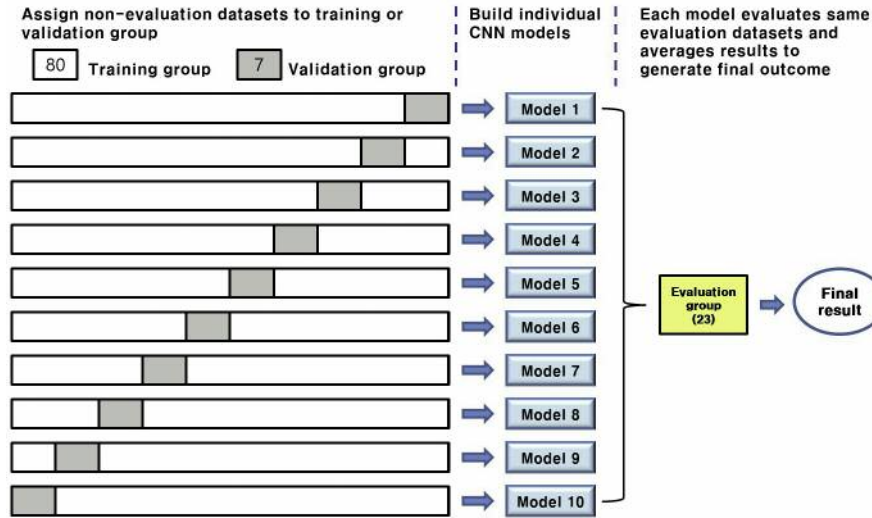 Assign non-evaluation datasets to training or
validation group
80 Training group 7 Validation group
Build individual
CNN models
Each model evaluates same
evaluation datasets and
averages results to
generate final outcome
Model 1
Model 2
Model 3
Model 4
Model 5
Model 6
Model 7
Model 8
Model 9
Model 10
Evaluation
group
(23)
Final
result